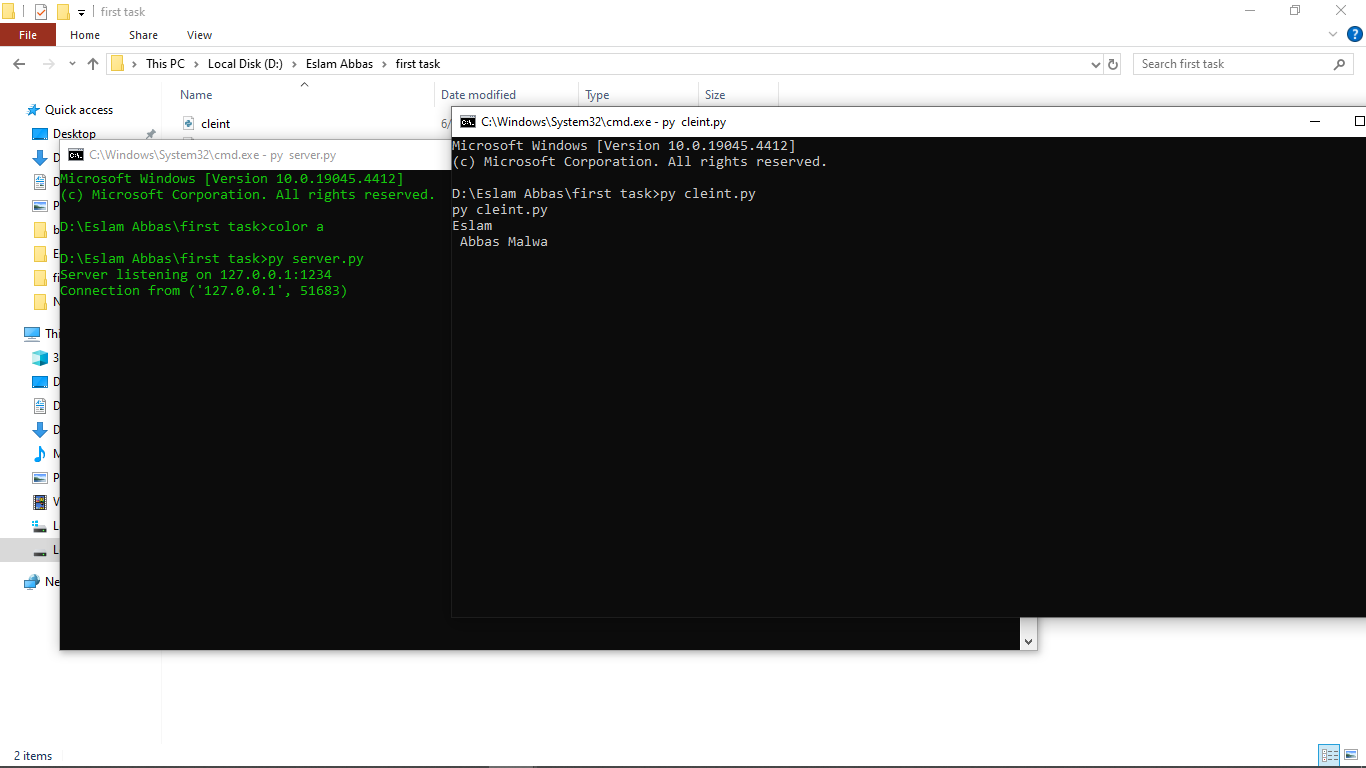 first task
File Home Share View
This PC Local Disk (D:) Eslam Abbas first task
Search first task
Name Date modified Type Size
Quick access
cleint 6/
Desktop
C:\Windows\System32\cmd.exe - py cleint.py
Microsoft Windows [Version 10.0.19045.4412]
(c) Microsoft Corporation. All rights reserved.
D:\Eslam Abbas\first task>py cleint.py
py cleint.py
Eslam
Abbas Malwa
C:\Windows\System32\cmd.exe - py server.py
Microsoft Windows [Version 10.0.19045.4412]
(c) Microsoft Corporation. All rights reserved.
D:\Eslam Abbas\first task>color a
D:\Eslam Abbas\first task>py server.py
Server listening on 127.0.0.1:1234
Connection from ('127.0.0.1', 51683)
D
D
P
b
E
fi
N
Thi
3
D
D
D
M
P
V
L
L
Ne
2 items